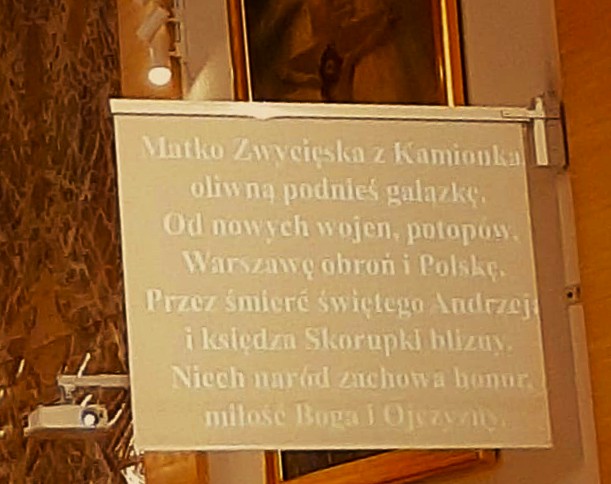 Matko Zwycięska z Kamionka,
oliwną podnieś gałązkę.
Od nowych wojen, potopów,
Warszawę obroń i Polskę.
Przez śmierć świętego Andrzeja
i księdza Skorupki blizny.
Niech naród zachowa honor,
miłość Boga i Ojczyzny.